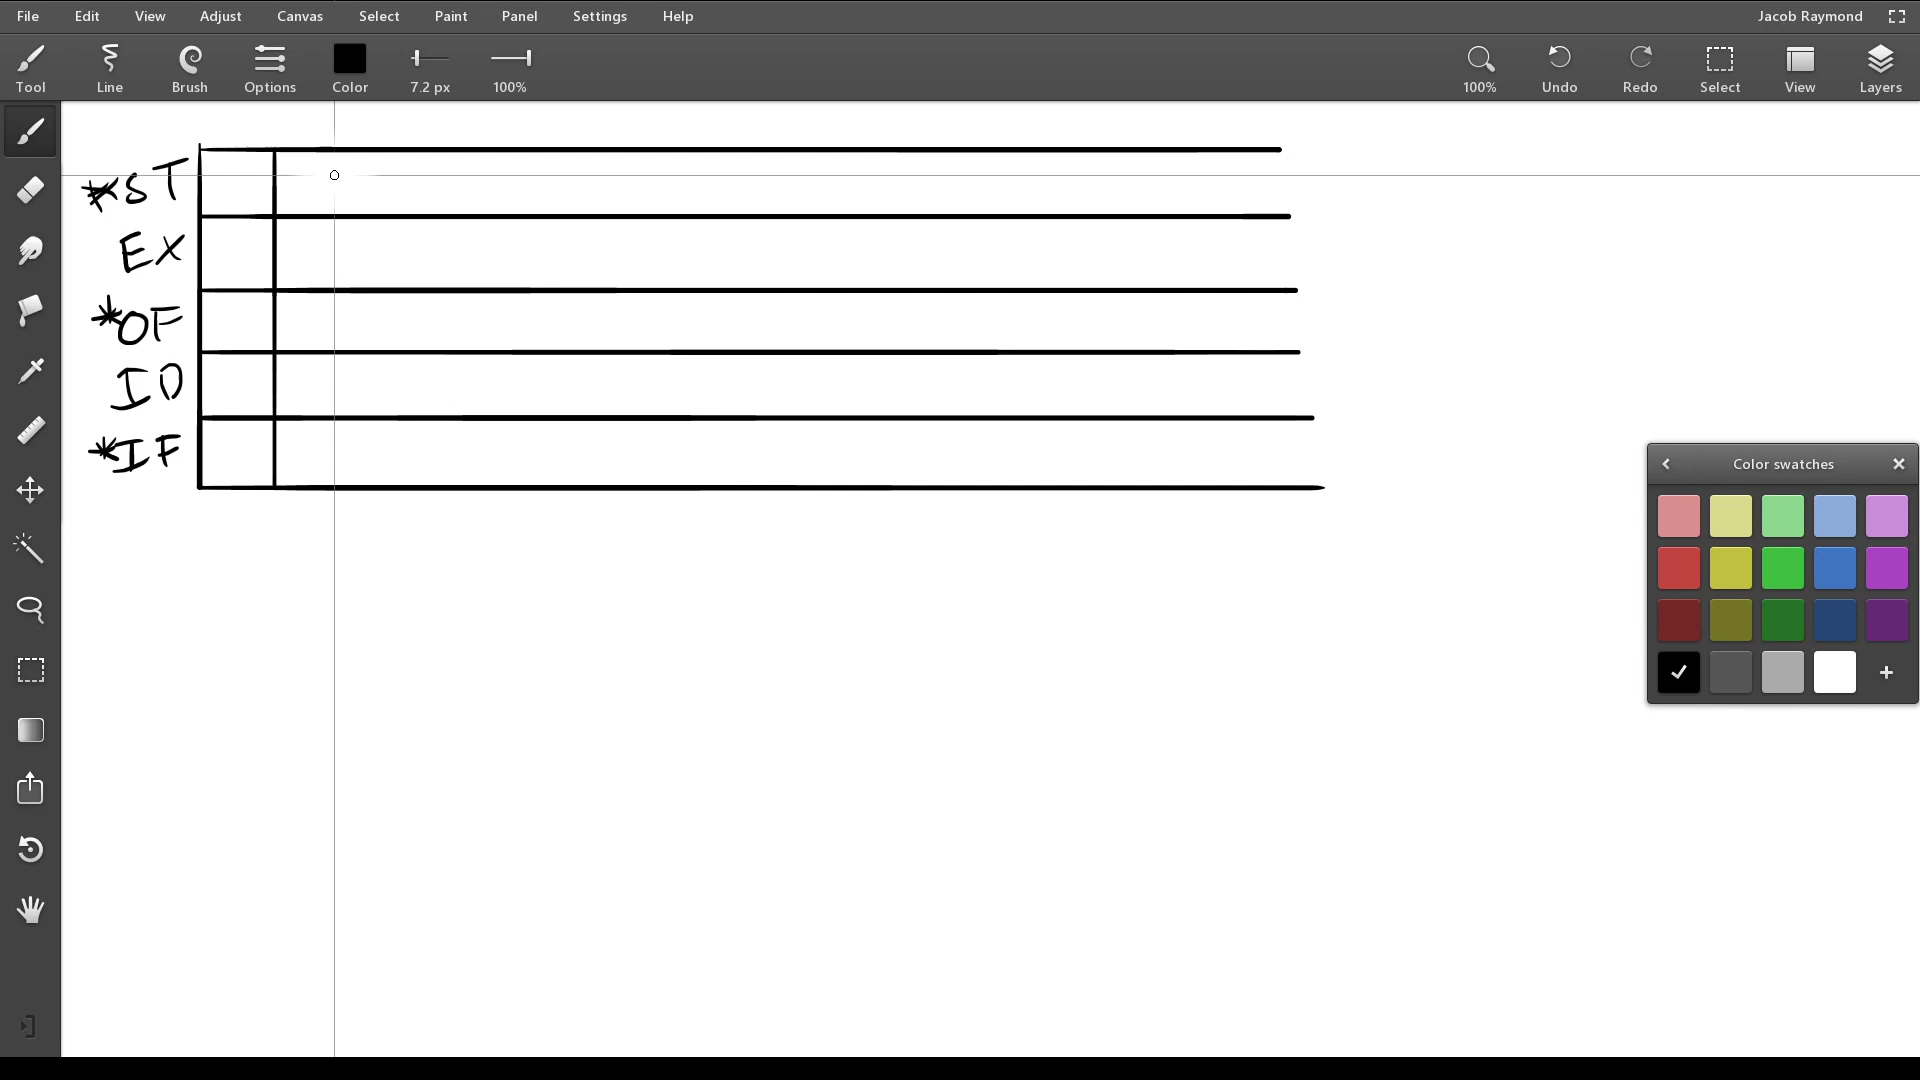 File Edit View Adjust Canvas Select Paint Panel Settings Help Jacob Raymond
Tool Line Brush Options Color 7.2 px 100% 100% Undo Redo Select View Layers
*ST
EX
*OF
ID
*IF
Color swatches